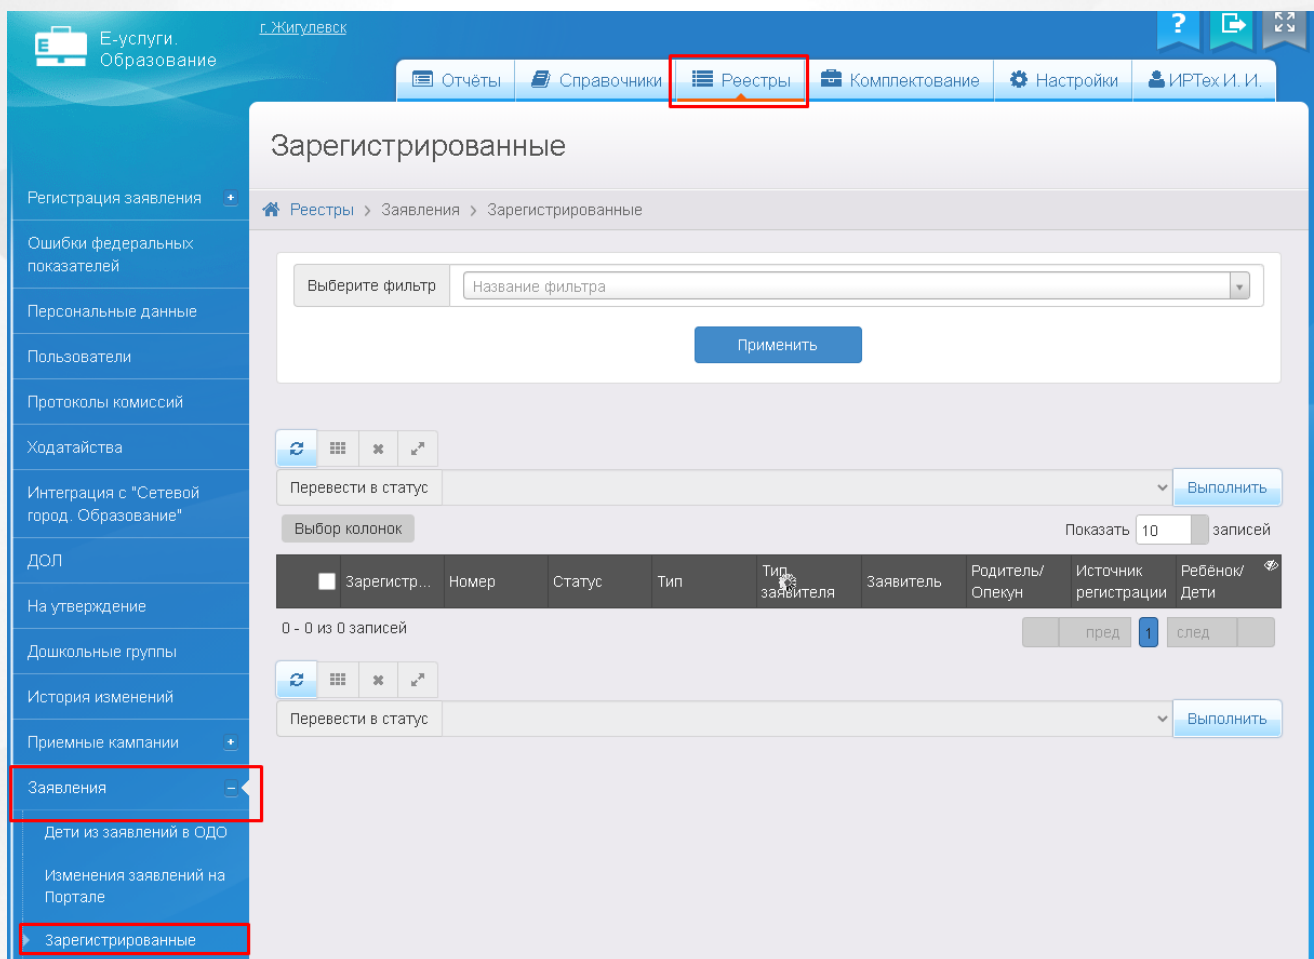 Е-услуги.
Образование
г. Жигулевск
?
Отчёты
Справочники
Реестры
Комплектование
Настройки
ИРТех И. И.
Зарегистрированные
Реестры > Заявления > Зарегистрированные
Регистрация заявления
Ошибки федеральных
показателей
Персональные данные
Пользователи
Протоколы комиссий
Ходатайства
Интеграция с "Сетевой
город. Образование"
ДОЛ
На утверждение
Дошкольные группы
История изменений
Приемные кампании
Заявления
Дети из заявлений в ОДО
Изменения заявлений на
Портале
Зарегистрированные
Выберите фильтр
Название фильтра
Применить
Перевести в статус
Выполнить
Выбор колонок
Показать 10 записей
Зарегистр...
Номер
Статус
Тип
Тип
заявителя
Заявитель
Родитель/
Опекун
Источник
регистрации
Ребёнок/
Дети
0 - 0 из 0 записей
пред 1 след
Перевести в статус
Выполнить